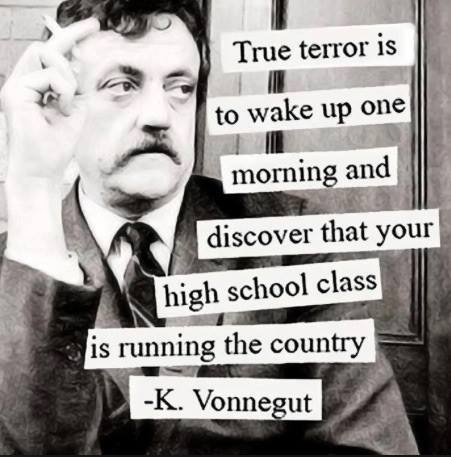 True terror is
to wake up one
morning and
discover that your
high school class
is running the country
-K. Vonnegut